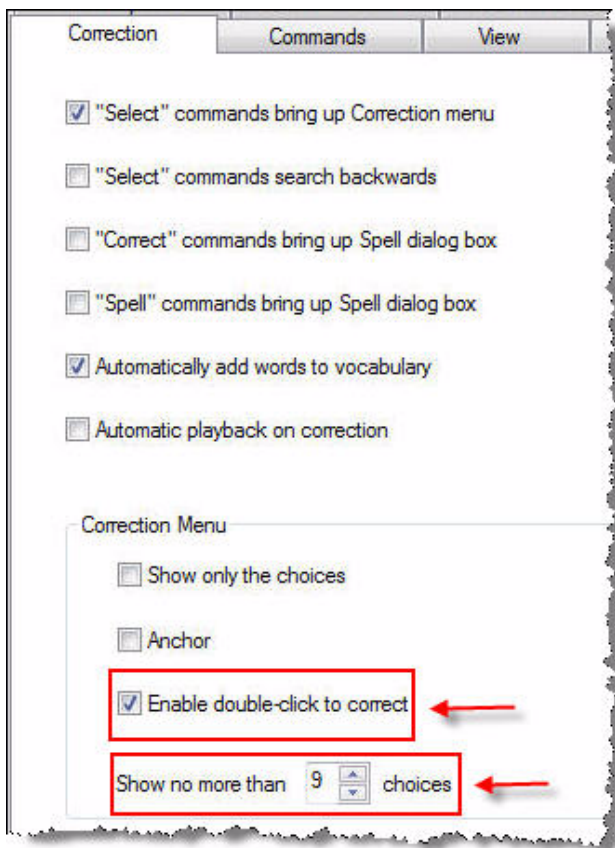 Correction Commands View
"Select" commands bring up Correction menu
"Select" commands search backwards
"Correct" commands bring up Spell dialog box
"Spell" commands bring up Spell dialog box
Automatically add words to vocabulary
Automatic playback on correction
Correction Menu
Show only the choices
Anchor
Enable double-click to correct
Show no more than 9 choices